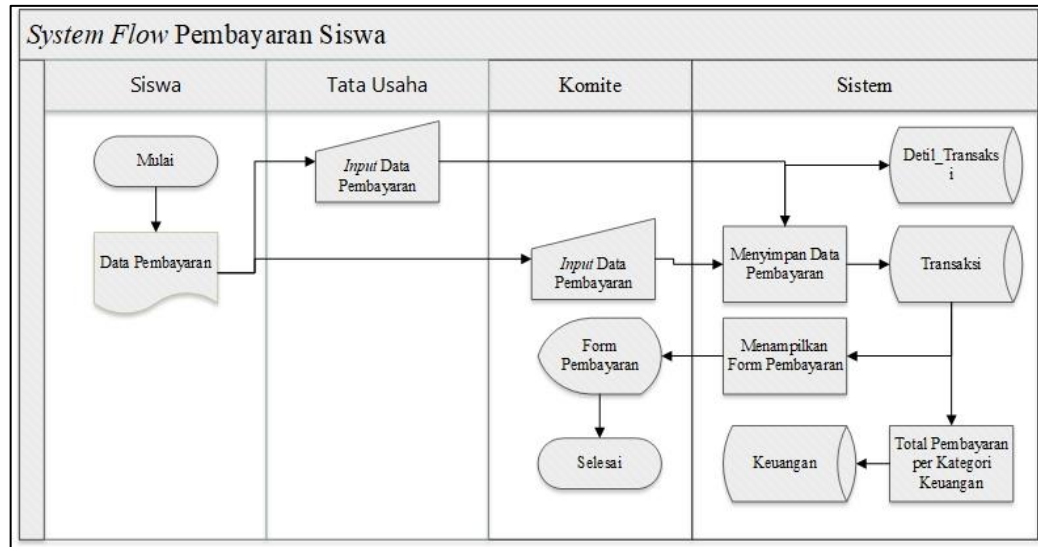 System Flow Pembayaran Siswa
Siswa
Tata Usaha
Komite
Sistem
Mulai
Input Data
Pembayaran
Detil_Transaks
i
Data Pembayaran
Input Data
Pembayaran
Menyimpan Data
Pembayaran
Transaksi
Form
Pembayaran
Menampilkan
Form Pembayaran
Selesai
Keuangan
Total Pembayaran
per Kategori
Keuangan